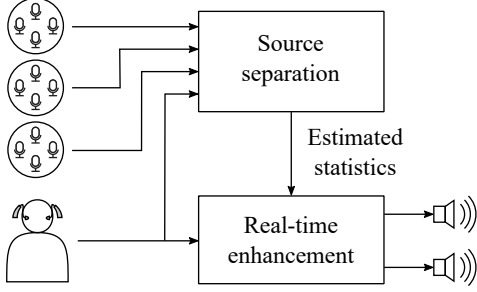 Source
separation
Estimated
statistics
Real-time
enhancement